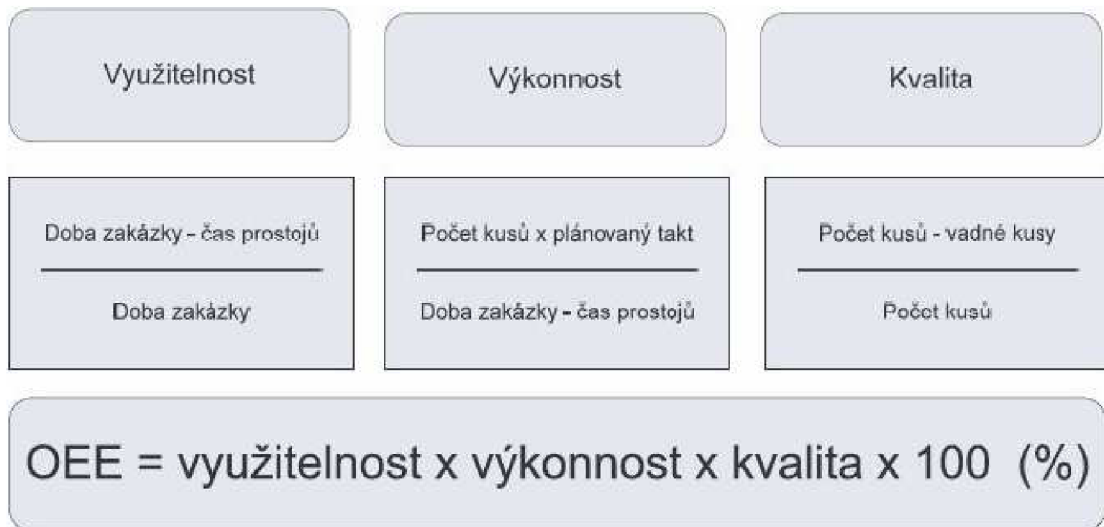 Využitelnost
Výkonnost
Kvalita
Doba zakázky - čas prostojů
Doba zakázky
Počet kusů x plánovaný takt
Doba zakázky - čas prostojů
Počet kusů - vadné kusy
Počet kusů
OEE = využitelnost x výkonnost x kvalita x 100 (%)